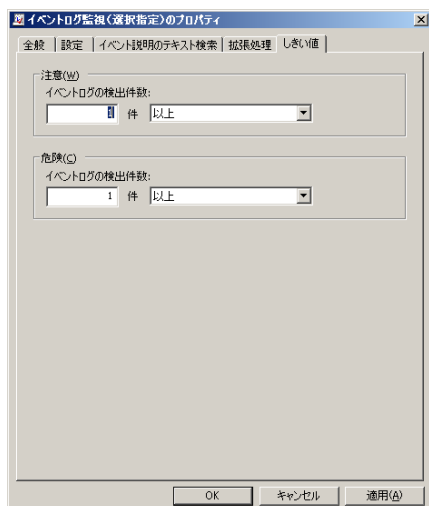 イベントログ監視(選択指定)のプロパティ
全般 設定 イベント説明のテキスト検索 拡張処理 しきい値
注意(W)
イベントログの検出件数:
1 件 以上
危険(C)
イベントログの検出件数:
1 件 以上
OK キャンセル 適用(A)